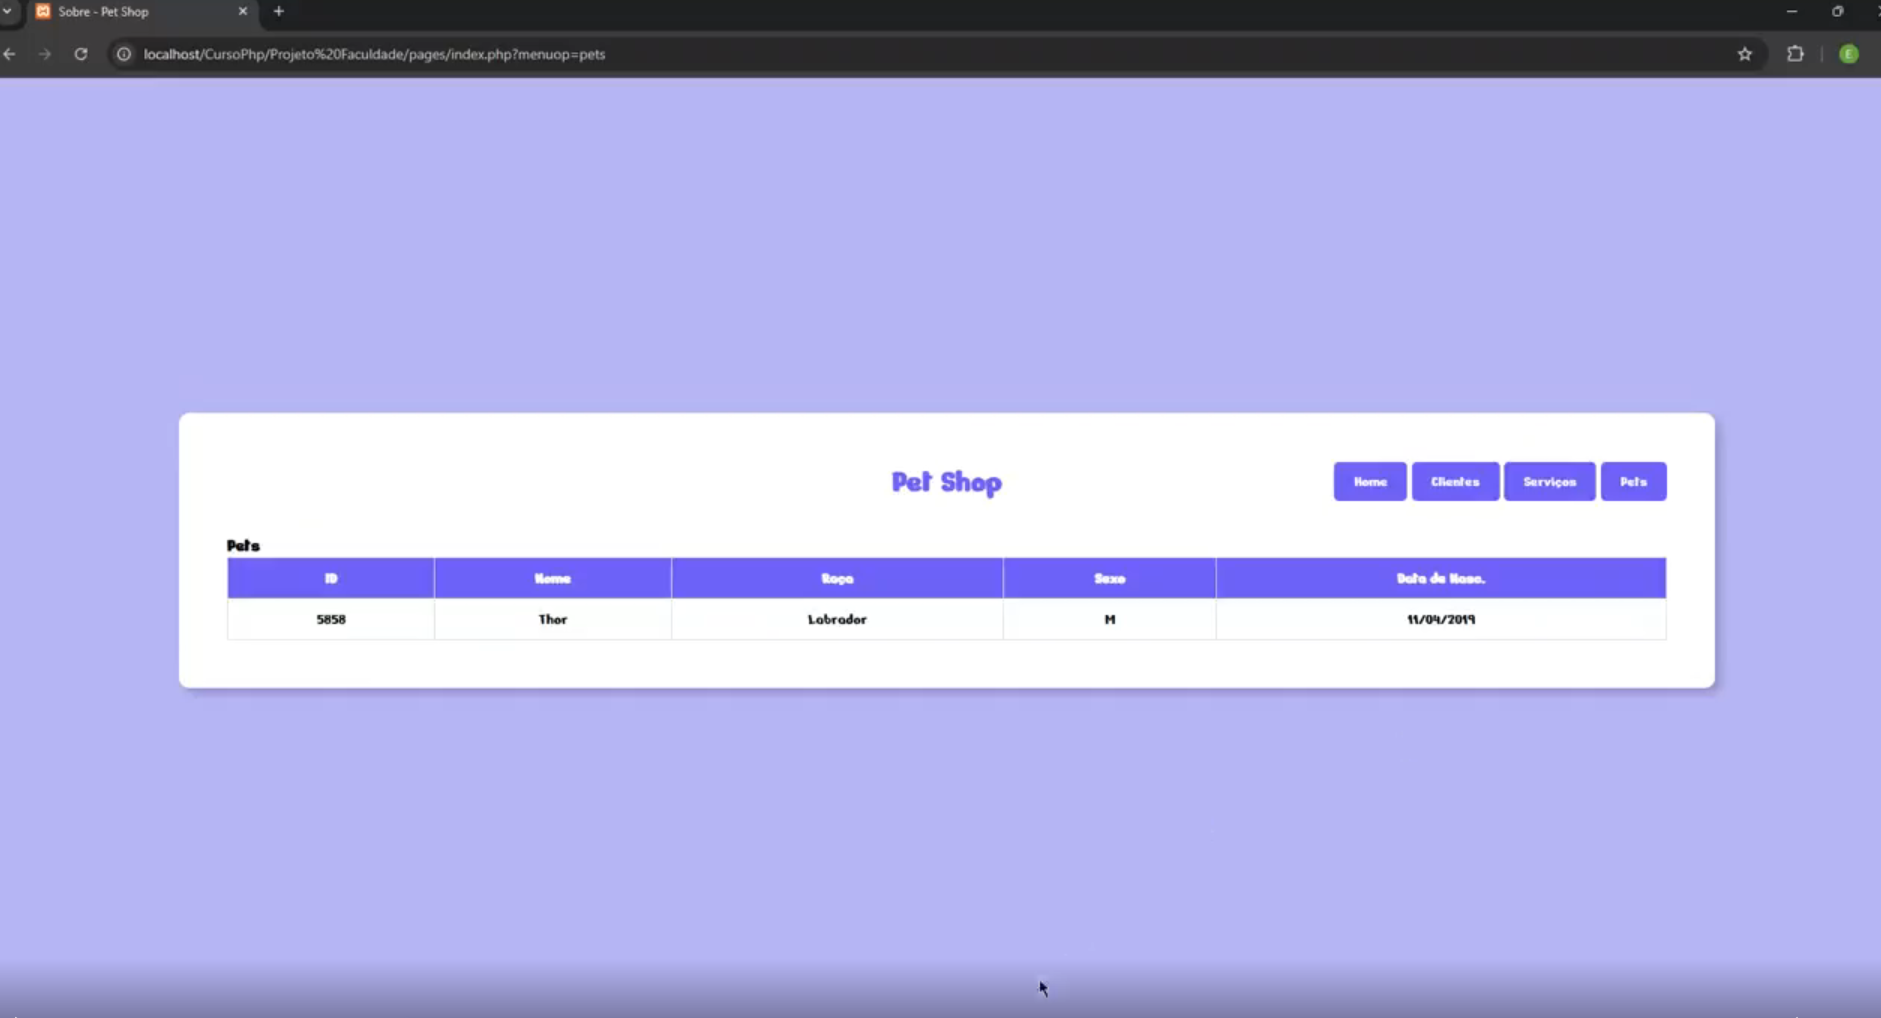 Sobre - Pet Shop
localhost/CursoPhp/Projeto%20Faculdade/pages/index.php?menuop=pets
E
Pet Shop
Home Clientes Serviços Pets
Pets
ID Nome Raça Sexo Data de Nasc.
5858 Thor Labrador M 11/04/2019